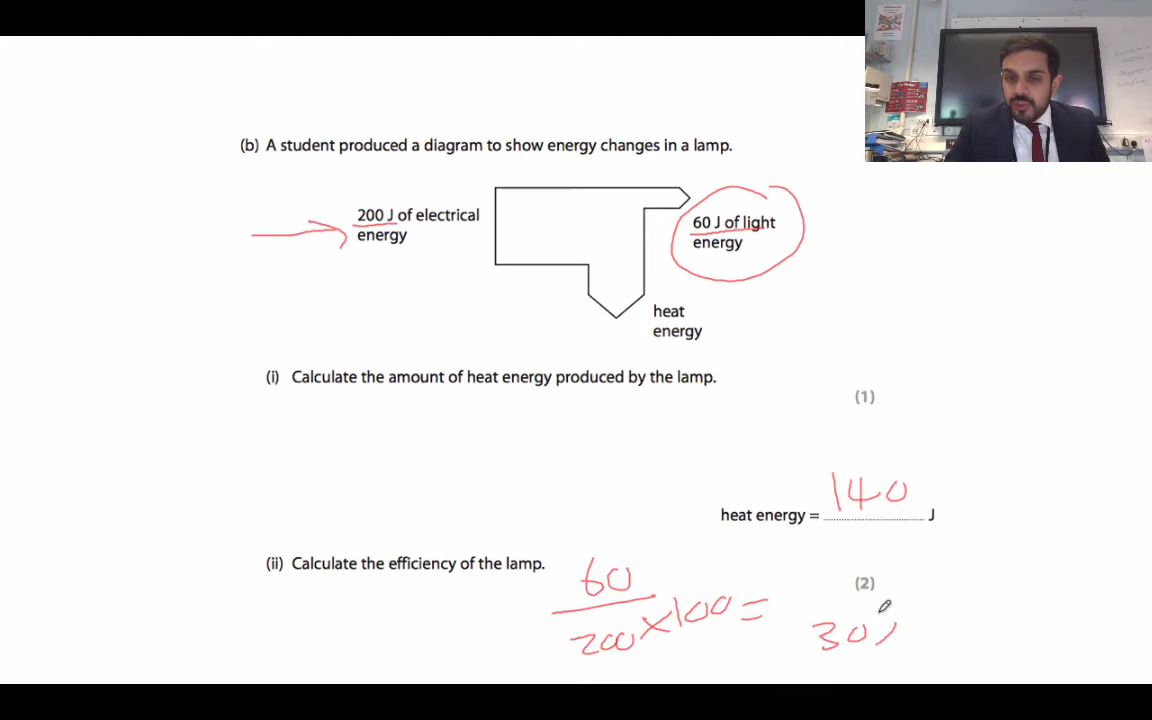 (b) A student produced a diagram to show energy changes in a lamp.
200 J of electrical
energy
60 J of light
energy
heat
energy
(i) Calculate the amount of heat energy produced by the lamp.
(1)
140
heat energy = ........................ J
(ii) Calculate the efficiency of the lamp.
(2)
60
200 × 100 =
30